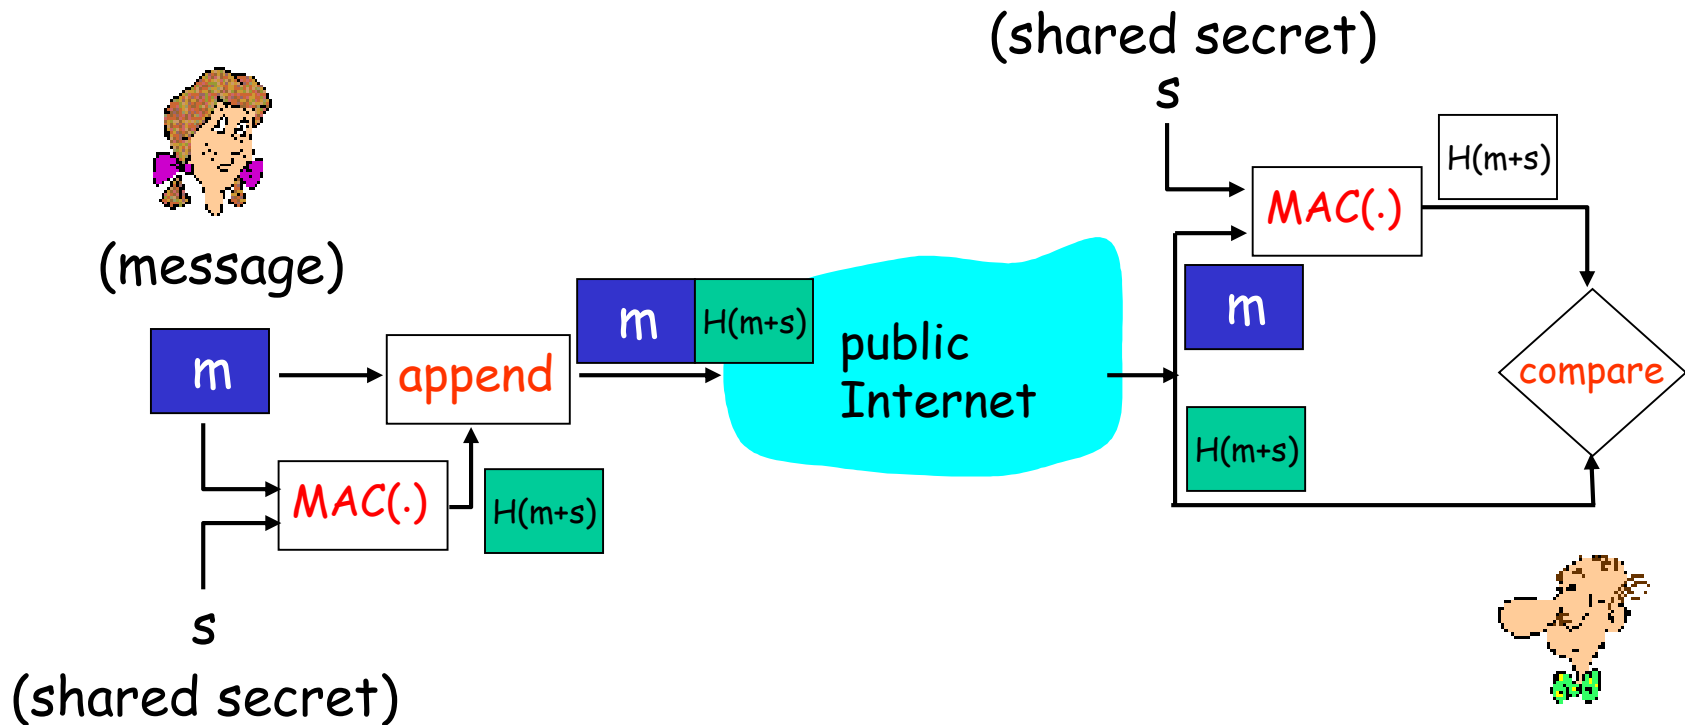 (shared secret)
s
H(m+s)
MAC(.)
(message)
m
H(m+s)
m
public
Internet
m
append
compare
H(m+s)
MAC(.)
H(m+s)
s
(shared secret)